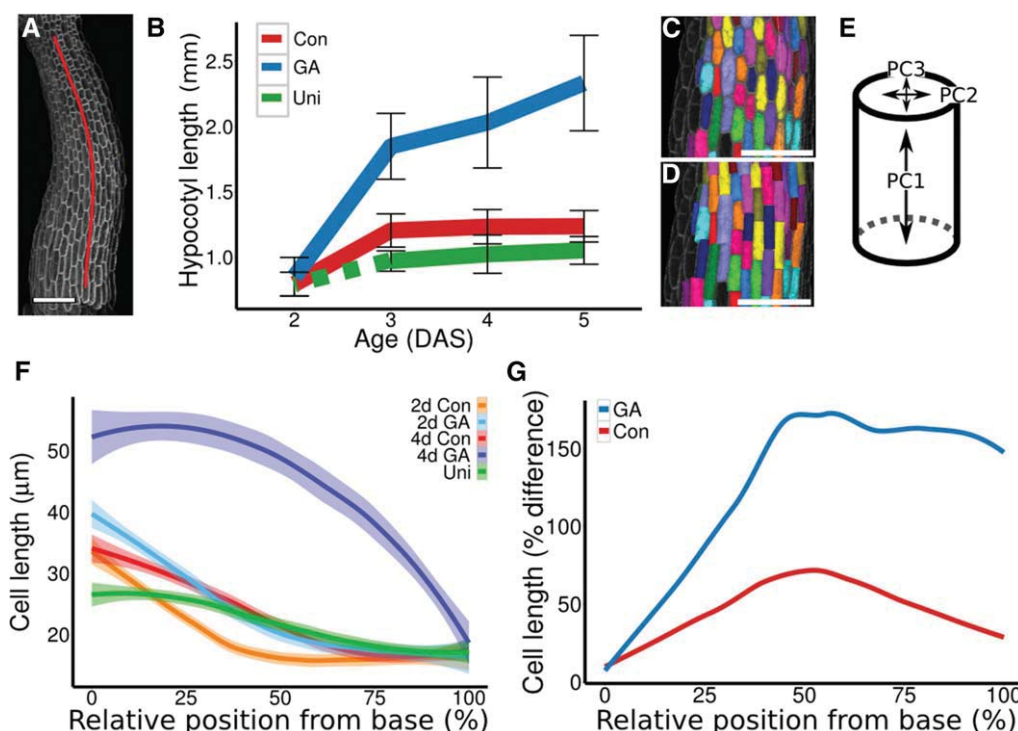 A
B
Hypocotyl length (mm)
Con
GA
Uni
2.5
2.0
1.5
1.0
2 3 4 5
Age (DAS)
C
D
E
PC3
PC2
PC1
F
Cell length (μm)
50
40
30
20
2d Con
2d GA
4d Con
4d GA
Uni
0 25 50 75 100
Relative position from base (%)
G
Cell length (% difference)
GA
Con
150
100
50
0
0 25 50 75 100
Relative position from base (%)